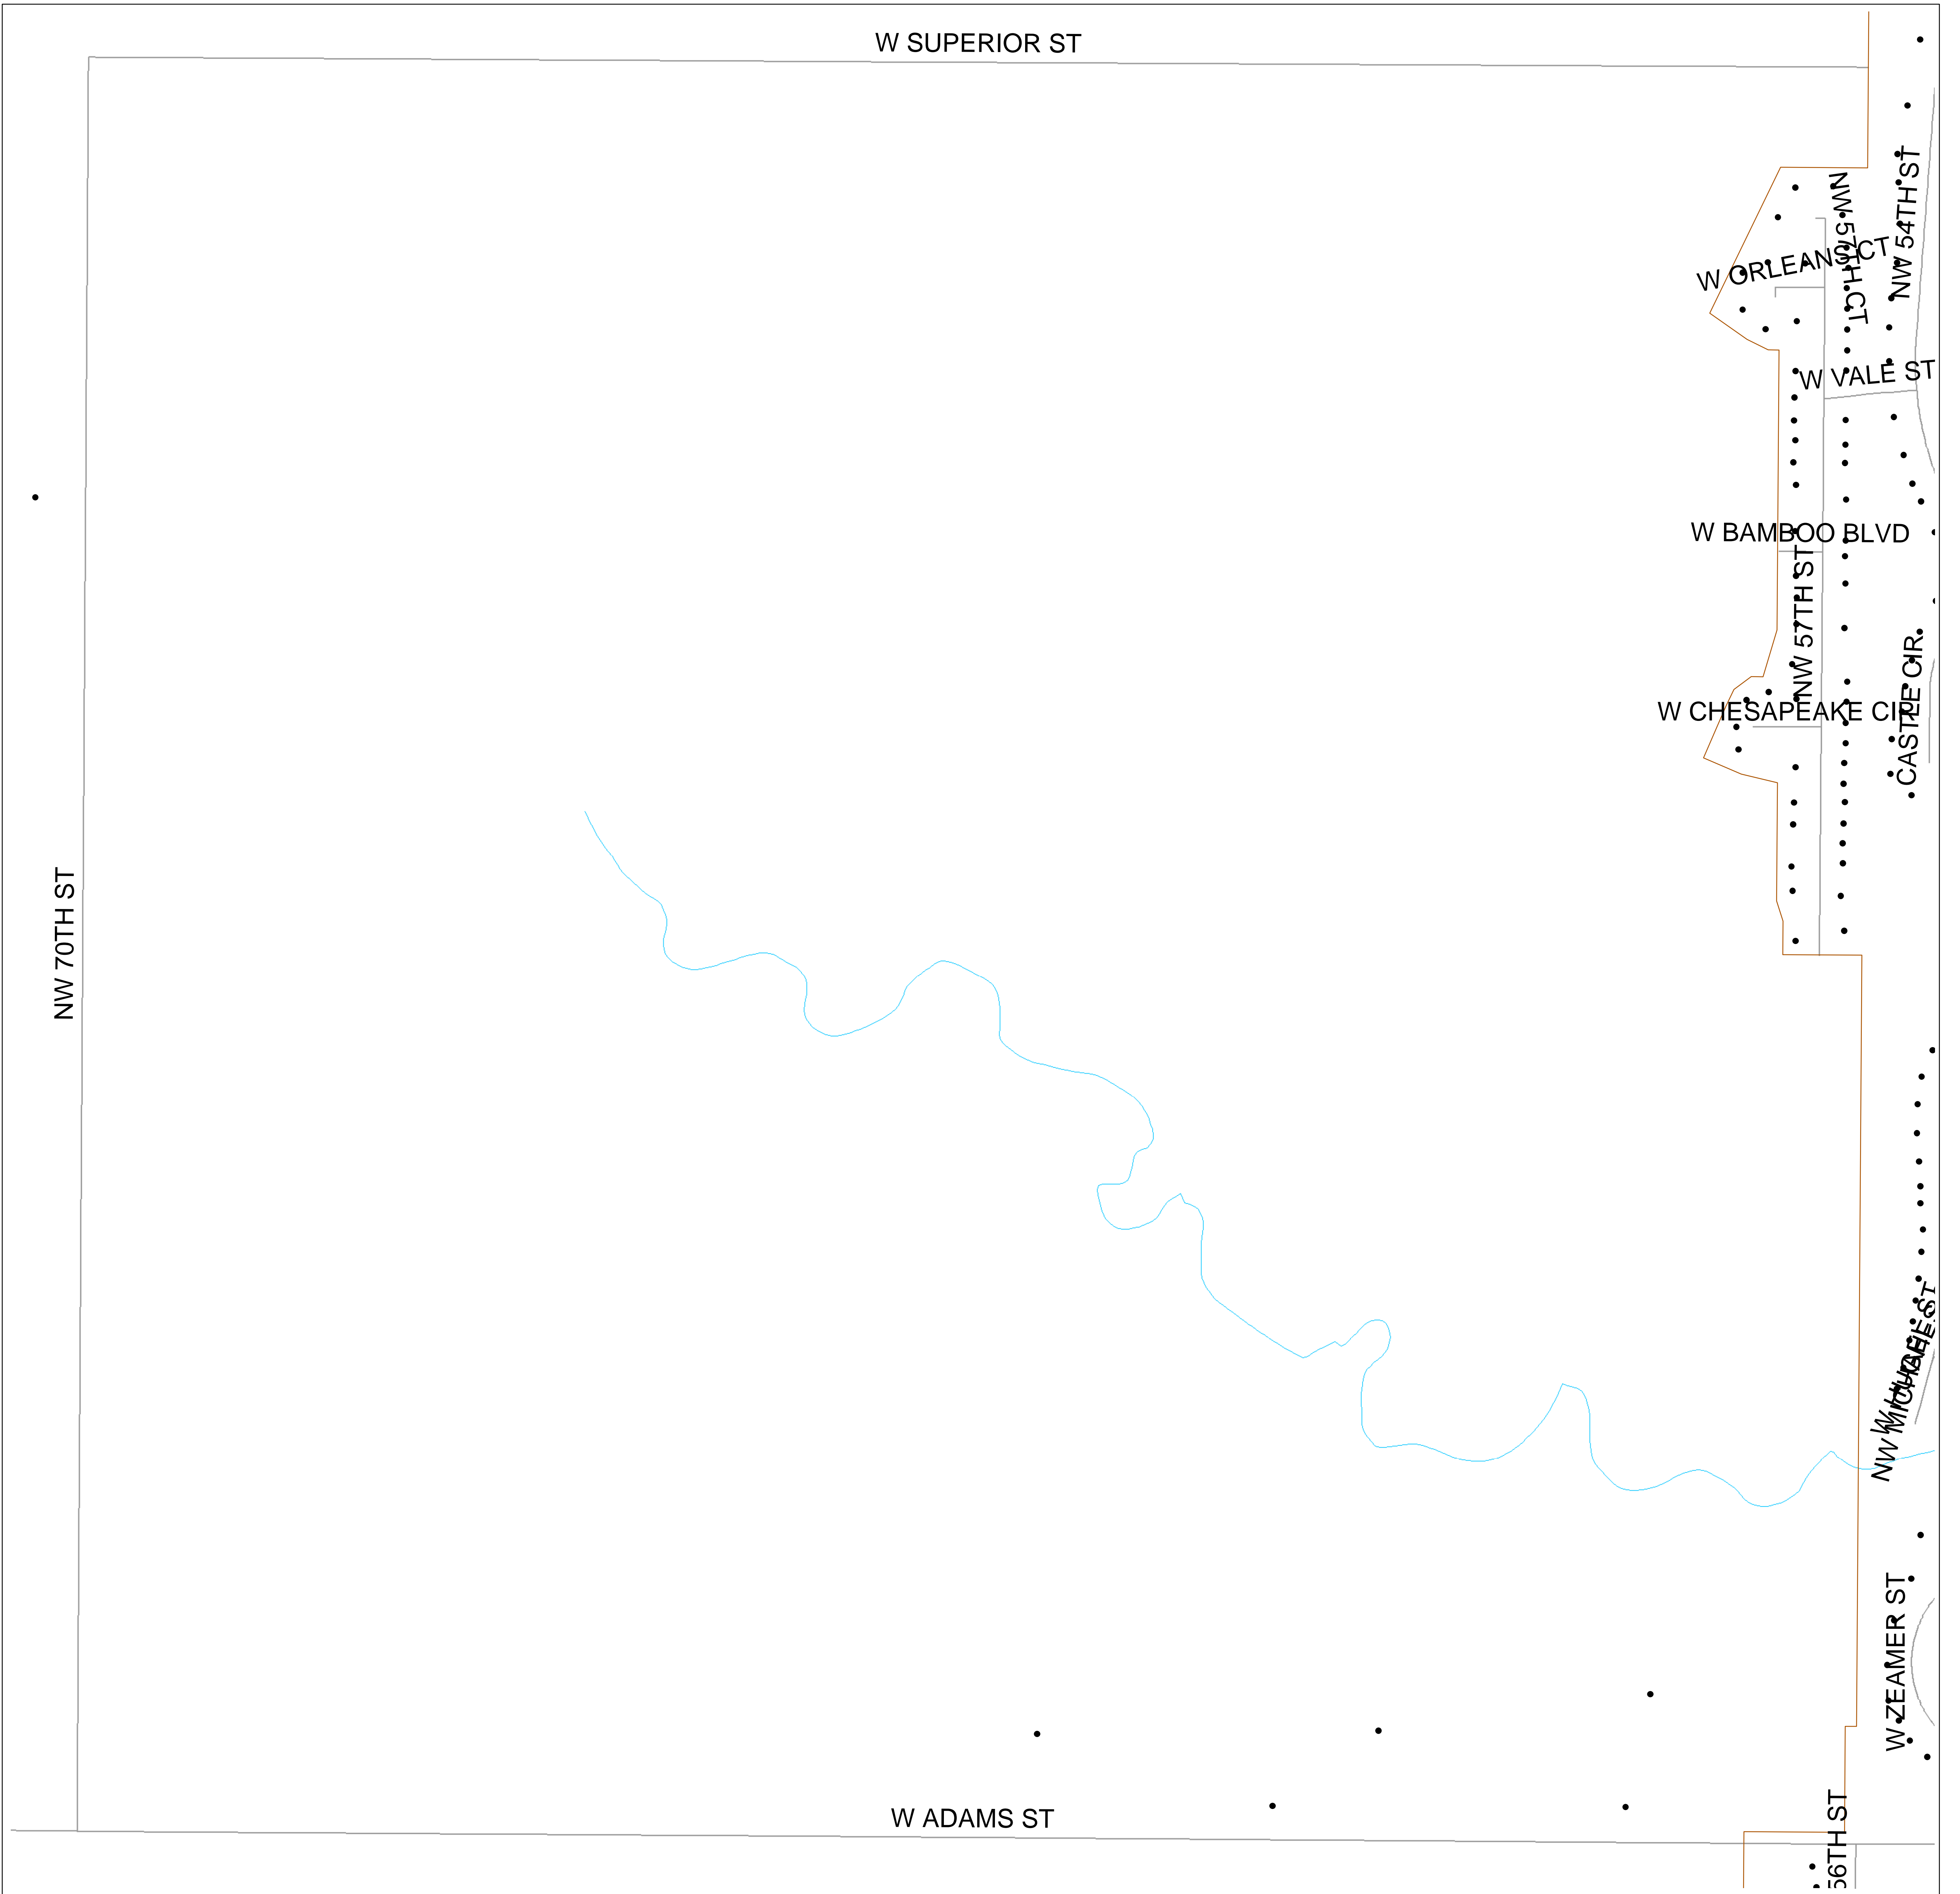 W SUPERIOR ST
NW 54TH ST
NW 57TH CT
W ORLEANS CT
W VALE ST
W BAMBOO BLVD
NW 57TH ST
CASTLE CIR
W CHESAPEAKE CIR
NW 70TH ST
W ZEAMER ST
W ADAMS ST
56TH ST